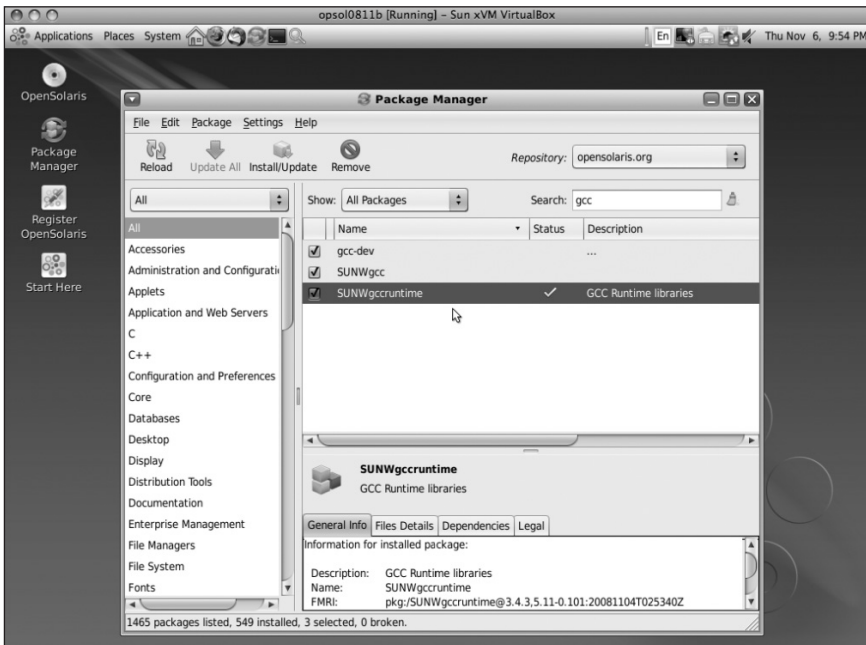 opsol0811b [Running] – Sun xVM VirtualBox
Applications Places System En Thu Nov 6, 9:54 PM
OpenSolaris
Package Manager
Register OpenSolaris
Start Here
Package Manager
File Edit Package Settings Help
Reload Update All Install/Update Remove Repository: opensolaris.org
All Show: All Packages Search: gcc
Name Status Description
gcc-dev ...
SUNWgcc
SUNWgccruntime GCC Runtime libraries
All
Accessories
Administration and Configurati
Applets
Application and Web Servers
C
C++
Configuration and Preferences
Core
Databases
Desktop
Display
Distribution Tools
Documentation
Enterprise Management
File Managers
File System
Fonts
SUNWgccruntime
GCC Runtime libraries
General Info Files Details Dependencies Legal
Information for installed package:
Description: GCC Runtime libraries
Name: SUNWgccruntime
FMRI: pkg:/SUNWgccruntime@3.4.3,5.11-0.101:20081104T025340Z
1465 packages listed, 549 installed, 3 selected, 0 broken.